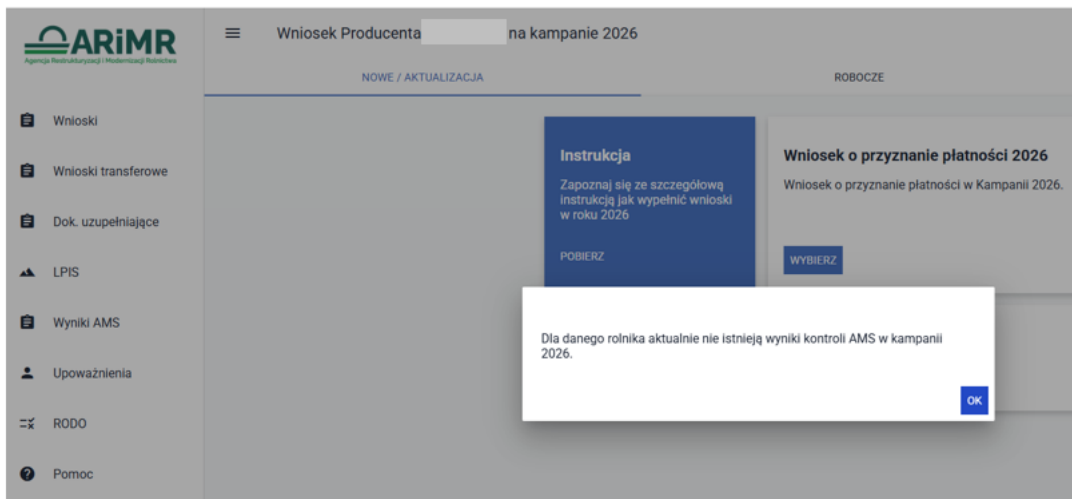 ARiMR
Agencja Restrukturyzacji i Modernizacji Rolnictwa
Wniosek Producenta na kampanie 2026
NOWE / AKTUALIZACJA
ROBOCZE
Wnioski
Wnioski transferowe
Dok. uzupełniające
LPIS
Wyniki AMS
Upoważnienia
RODO
Pomoc
Instrukcja
Zapoznaj się ze szczegółową
instrukcją jak wypełnić wnioski
w roku 2026
POBIERZ
Wniosek o przyznanie płatności 2026
Wniosek o przyznanie płatności w Kampanii 2026.
WYBIERZ
Dla danego rolnika aktualnie nie istnieją wyniki kontroli AMS w kampanii
2026.
OK